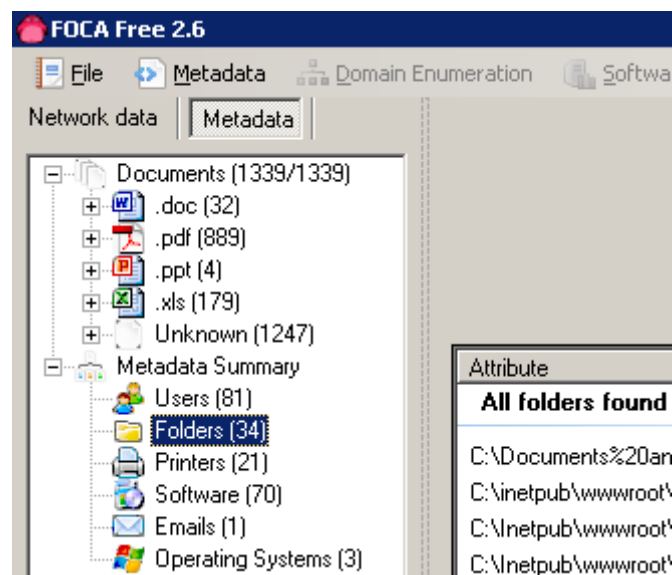 FOCA Free 2.6
File Metadata Domain Enumeration Softwa
Network data Metadata
Documents (1339/1339)
.doc (32)
.pdf (889)
.ppt (4)
.xls (179)
Unknown (1247)
Metadata Summary
Users (81)
Folders (34)
Printers (21)
Software (70)
Emails (1)
Operating Systems (3)
Attribute
All folders found
C:\Documents%20an
C:\inetpub\wwwroot\
C:\Inetpub\wwwroot\
C:\Inetpub\wwwroot\